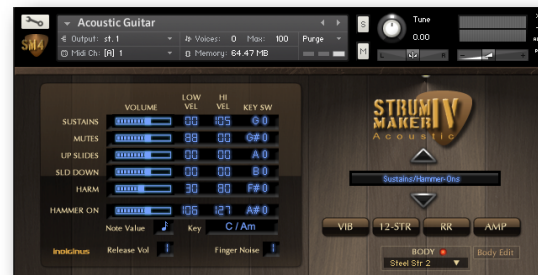 Acoustic Guitar
Output: st.1 Voices: 0 Max: 100 Purge
Midi Ch: [A] 1 Memory: 64.47 MB
S
M
Tune
0.00
L R
SM4
VOLUME LOW VEL HI VEL KEY SW
SUSTAINS 00 105 G 0
MUTES 88 00 G# 0
UP SLIDES 00 00 A 0
SLD DOWN 00 00 B 0
HARM 30 80 F# 0
HAMMER ON 106 127 A# 0
Note Value Key C / Am
indiginus Release Vol Finger Noise
STRUM MAKER IV
Acoustic
Sustains/Hammer-Ons
VIB 12-STR RR AMP
BODY Body Edit
Steel Str 2